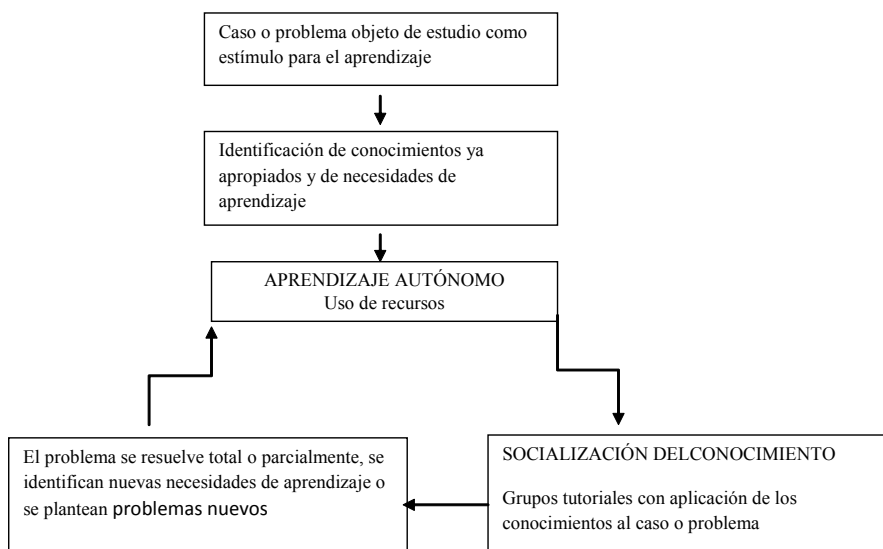 Caso o problema objeto de estudio como
estímulo para el aprendizaje
Identificación de conocimientos ya
apropiados y de necesidades de
aprendizaje
APRENDIZAJE AUTÓNOMO
Uso de recursos
El problema se resuelve total o parcialmente, se
identifican nuevas necesidades de aprendizaje o
se plantean problemas nuevos
SOCIALIZACIÓN DELCONOCIMIENTO
Grupos tutoriales con aplicación de los
conocimientos al caso o problema